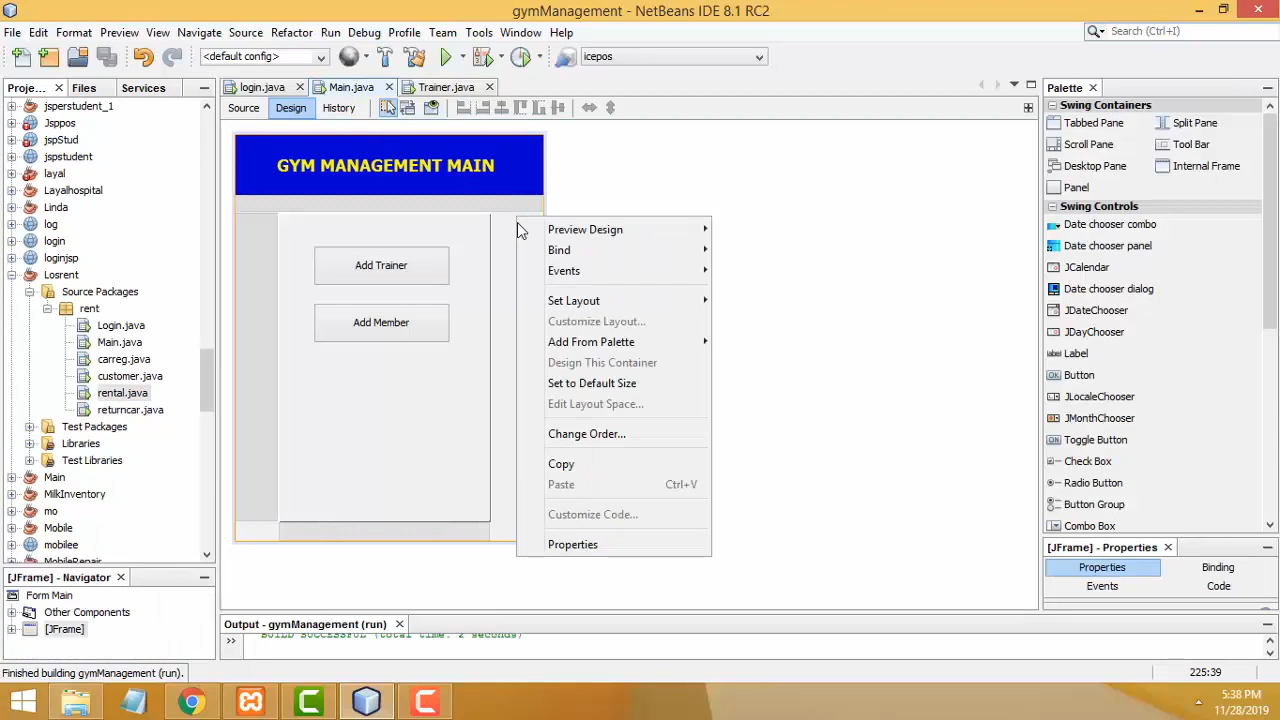 gymManagement - NetBeans IDE 8.1 RC2
File Edit Format Preview View Navigate Source Refactor Run Debug Profile Team Tools Window Help
Search (Ctrl+I)
<default config>
icepos
Proje... Files Services
login.java Main.java Trainer.java
Palette
Source Design History
jsperstudent_1
Jsppos
jspStud
jspstudent
layal
Layalhospital
Linda
log
login
loginjsp
Losrent
Source Packages
rent
Login.java
Main.java
carreg.java
customer.java
rental.java
returncar.java
Test Packages
Libraries
Test Libraries
Main
MilkInventory
mo
Mobile
mobilee
MobileRepair
GYM MANAGEMENT MAIN
Add Trainer
Add Member
Preview Design
Bind
Events
Set Layout
Customize Layout...
Add From Palette
Design This Container
Set to Default Size
Edit Layout Space...
Change Order...
Copy
Paste Ctrl+V
Customize Code...
Properties
Swing Containers
Tabbed Pane Split Pane
Scroll Pane Tool Bar
Desktop Pane Internal Frame
Panel
Swing Controls
Date chooser combo
Date chooser panel
JCalendar
Date chooser dialog
JDateChooser
JDayChooser
Label
Button
JLocaleChooser
JMonthChooser
Toggle Button
Check Box
Radio Button
Button Group
Combo Box
[JFrame] - Properties
Properties Binding
Events Code
[JFrame] - Navigator
Form Main
Other Components
[JFrame]
Output - gymManagement (run)
BUILD SUCCESSFUL (total time: 2 seconds)
Finished building gymManagement (run).
225:39
5:38 PM
11/28/2019